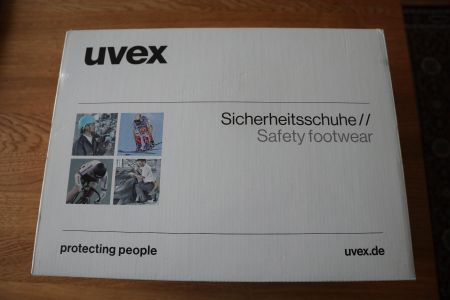 uvex
Sicherheitsschuhe//
Safety footwear
protecting people
uvex.de